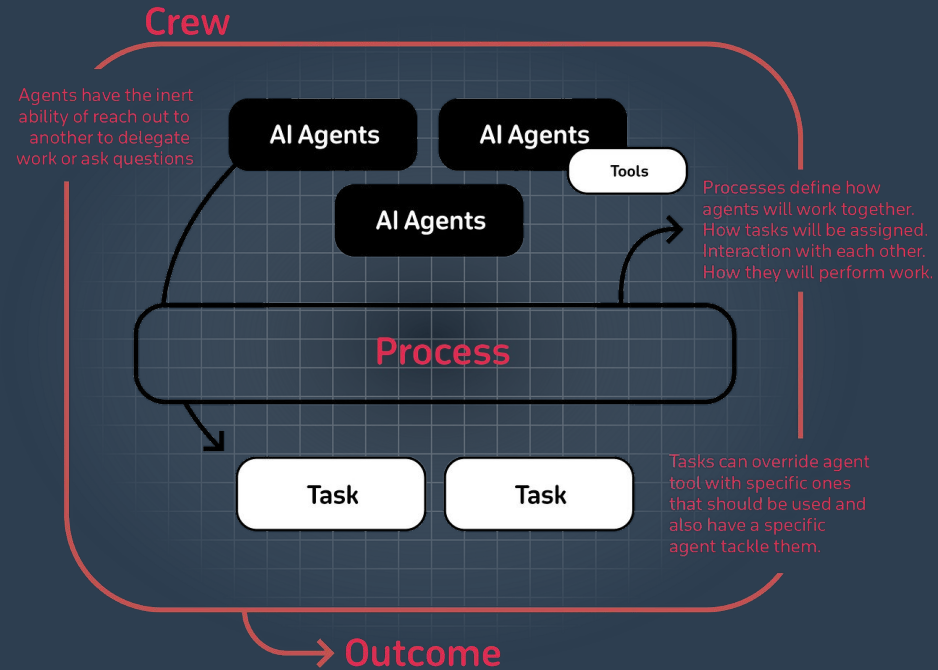 Crew
Agents have the inert
ability of reach out to
another to delegate
work or ask questions
AI Agents
AI Agents
Tools
AI Agents
Processes define how
agents will work together.
How tasks will be assigned.
Interaction with each other.
How they will perform work.
Process
Task
Task
Tasks can override agent
tool with specific ones
that should be used and
also have a specific
agent tackle them.
Outcome